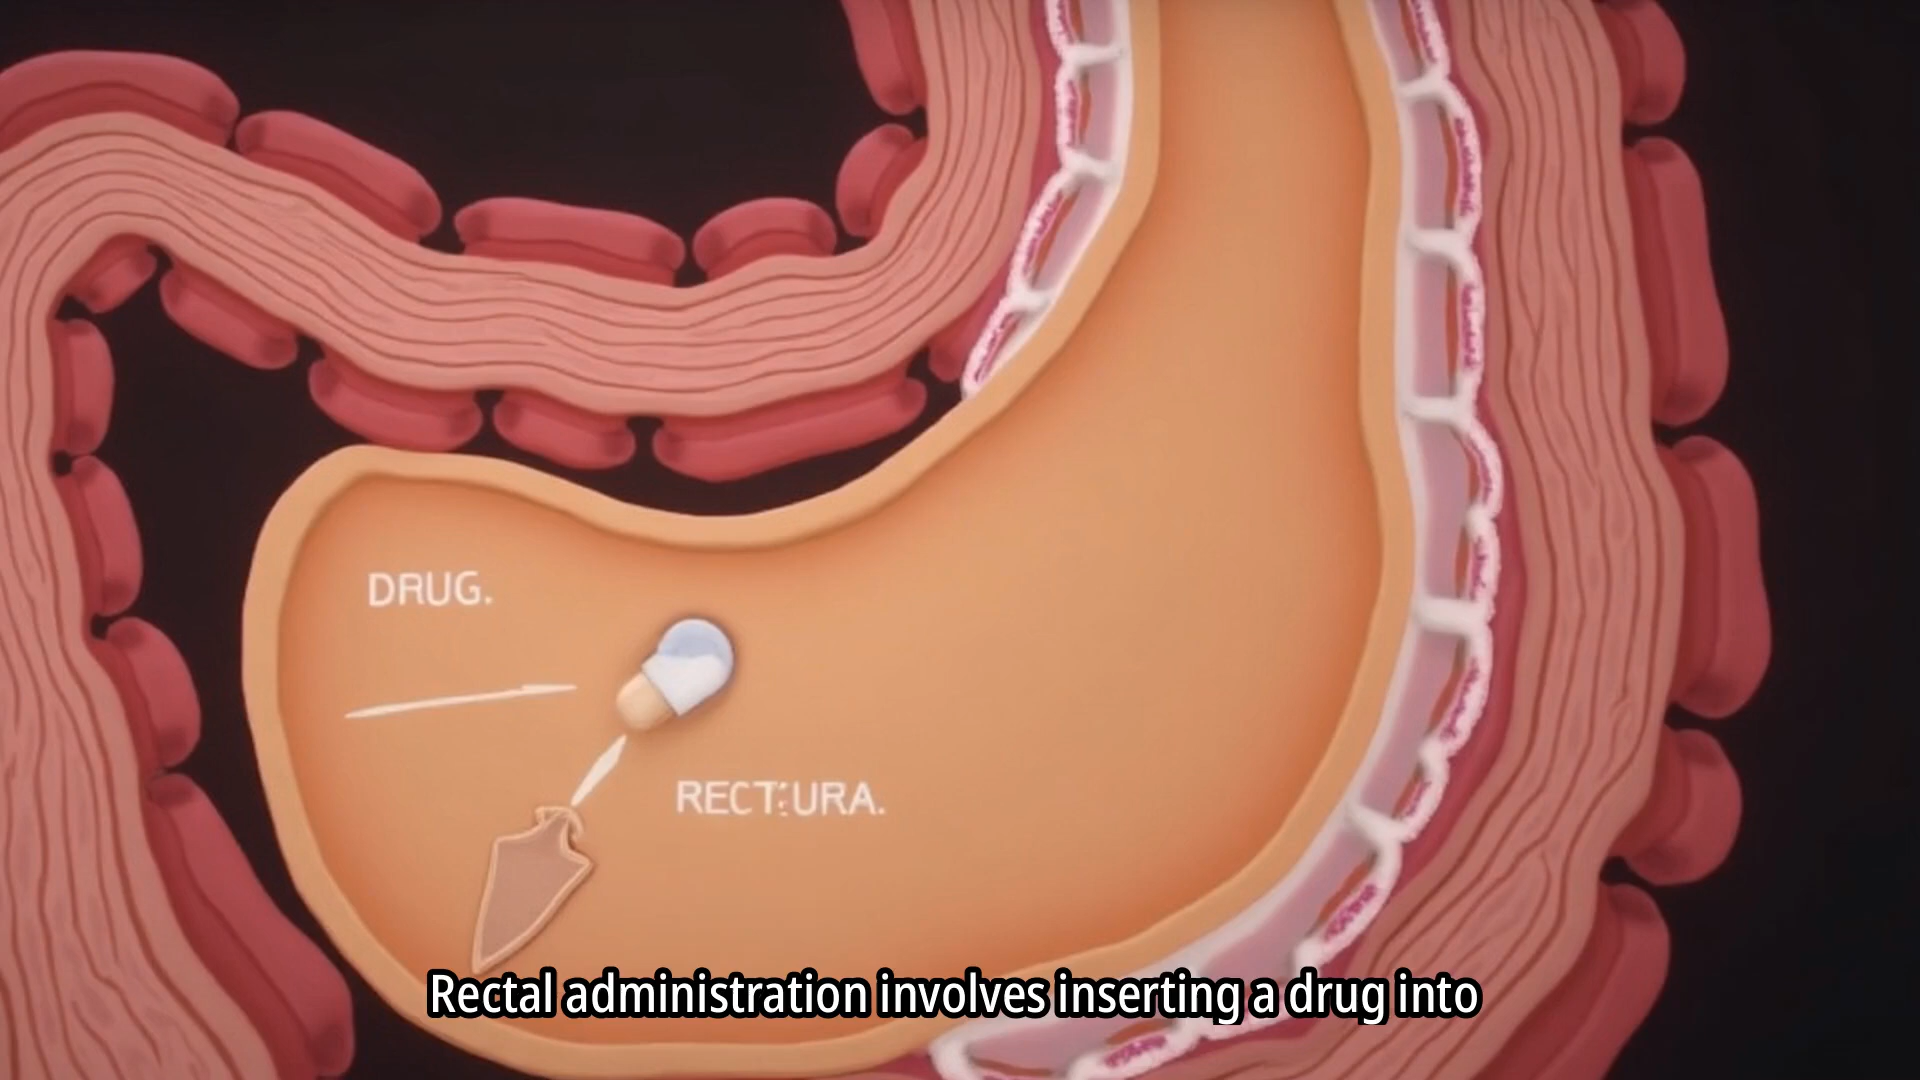 DRUG.
RECT:URA.
Rectal administration involves inserting a drug into